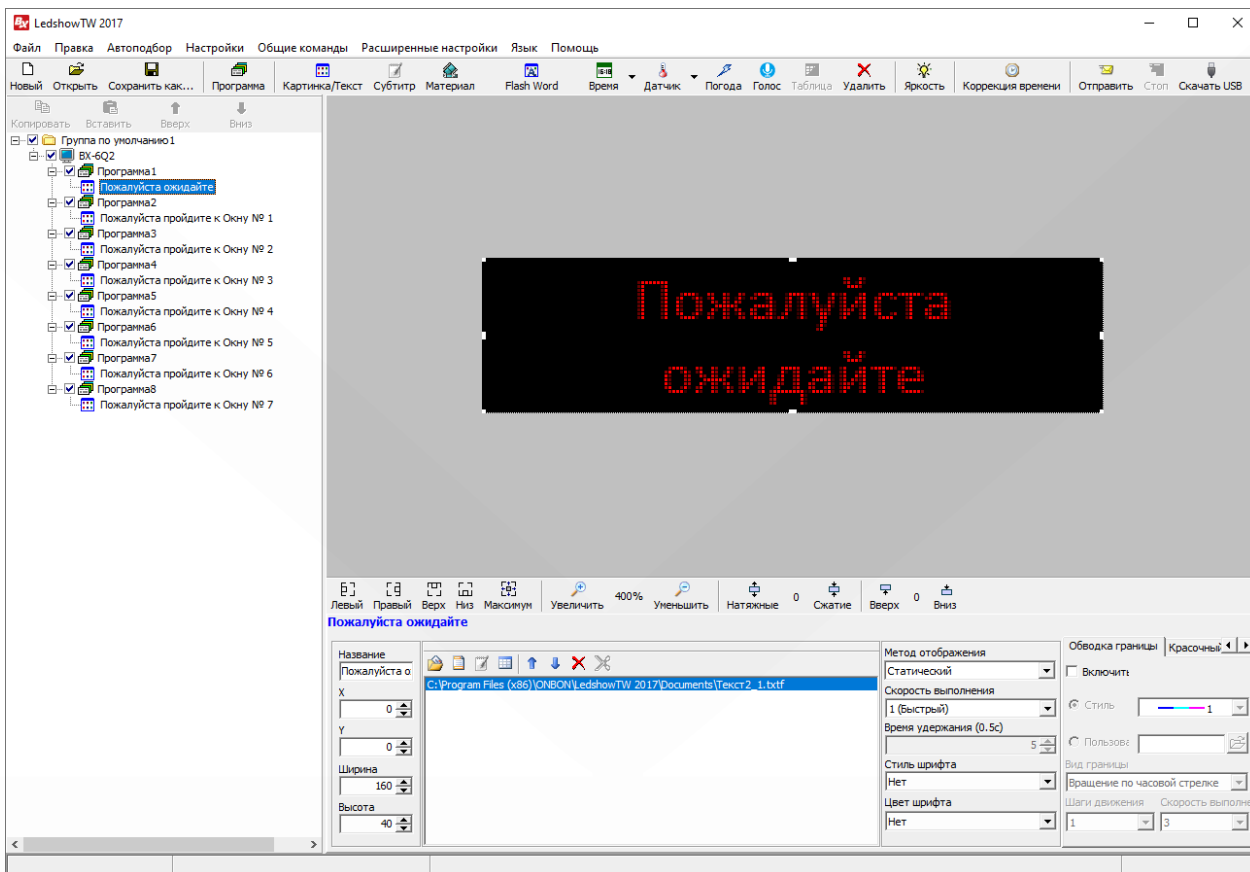 LedshowTW 2017
Файл Правка Автоподбор Настройки Общие команды Расширенные настройки Язык Помощь
Новый Открыть Сохранить как... Программа Картинка/Текст Субтитр Материал Flash Word Время Датчик Погода Голос Таблица Удалить Яркость Коррекция времени Отправить Стоп Скачать USB
Копировать Вставить Вверх Вниз
Группа по умолчанию1
BX-6Q2
Программа1
Пожалуйста ожидайте
Программа2
Пожалуйста пройдите к Окну № 1
Программа3
Пожалуйста пройдите к Окну № 2
Программа4
Пожалуйста пройдите к Окну № 3
Программа5
Пожалуйста пройдите к Окну № 4
Программа6
Пожалуйста пройдите к Окну № 5
Программа7
Пожалуйста пройдите к Окну № 6
Программа8
Пожалуйста пройдите к Окну № 7
Пожалуйста
ожидайте
Левый Правый Верх Низ Максимум Увеличить 400% Уменьшить Натяжные 0 Сжатие Вверх 0 Вниз
Пожалуйста ожидайте
Название
Пожалуйста о
X
0
Y
0
Ширина
160
Высота
40
C:\Program Files (x86)\ONBON\LedshowTW 2017\Documents\Текст2_1.txtf
Метод отображения
Статический
Скорость выполнения
1 (Быстрый)
Время удержания (0.5с)
5
Стиль шрифта
Нет
Цвет шрифта
Нет
Обводка границы Красочный
Включить
Стиль 1
Пользова
Вид границы
Вращение по часовой стрелке
Шаги движения Скорость выполне
1 3